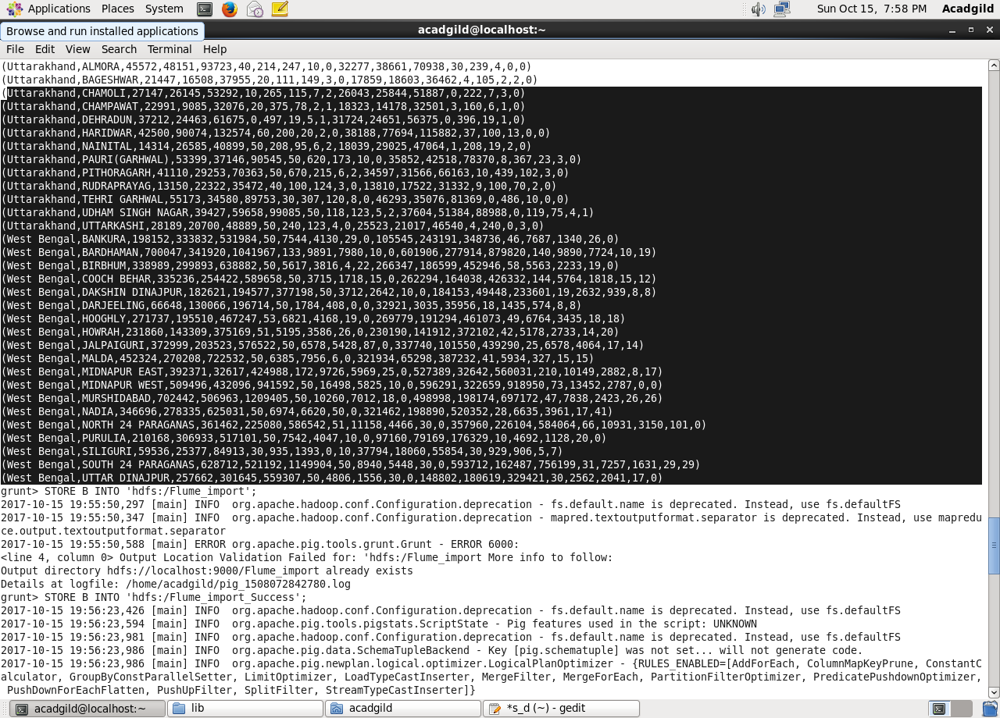 Applications Places System Sun Oct 15, 7:58 PM Acadgild
Browse and run installed applications
acadgild@localhost:~
File Edit View Search Terminal Help
(Uttarakhand,ALMORA,45572,48151,93723,40,214,247,10,0,32277,38661,70938,30,239,4,0,0)
(Uttarakhand,BAGESHWAR,21447,16508,37955,20,111,149,3,0,17859,18603,36462,4,105,2,2,0)
(Uttarakhand,CHAMOLI,27147,26145,53292,10,265,115,7,2,26043,25844,51887,0,222,7,3,0)
(Uttarakhand,CHAMPAWAT,22991,9085,32076,20,375,78,2,1,18323,14178,32501,3,160,6,1,0)
(Uttarakhand,DEHRADUN,37212,24463,61675,0,497,19,5,1,31724,24651,56375,0,396,19,1,0)
(Uttarakhand,HARIDWAR,42500,90074,132574,60,200,20,2,0,38188,77694,115882,37,100,13,0,0)
(Uttarakhand,NAINITAL,14314,26585,40899,50,208,95,6,2,18039,29025,47064,1,208,19,2,0)
(Uttarakhand,PAURI(GARHWAL),53399,37146,90545,50,620,173,10,0,35852,42518,78370,8,367,23,3,0)
(Uttarakhand,PITHORAGARH,41110,29253,70363,50,670,215,6,2,34597,31566,66163,10,439,102,3,0)
(Uttarakhand,RUDRAPRAYAG,13150,22322,35472,40,100,124,3,0,13810,17522,31332,9,100,70,2,0)
(Uttarakhand,TEHRI GARHWAL,55173,34580,89753,30,307,120,8,0,46293,35076,81369,0,486,10,0,0)
(Uttarakhand,UDHAM SINGH NAGAR,39427,59658,99085,50,118,123,5,2,37604,51384,88988,0,119,75,4,1)
(Uttarakhand,UTTARKASHI,28189,20700,48889,50,240,123,4,0,25523,21017,46540,4,240,0,3,0)
(West Bengal,BANKURA,198152,333832,531984,50,7544,4130,29,0,105545,243191,348736,46,7687,1340,26,0)
(West Bengal,BARDHAMAN,700047,341920,1041967,133,9891,7980,10,0,601906,277914,879820,140,9890,7724,10,19)
(West Bengal,BIRBHUM,338989,299893,638882,50,5617,3816,4,22,266347,186599,452946,58,5563,2233,19,0)
(West Bengal,COOCH BEHAR,335236,254422,589658,50,3715,1718,15,0,262294,164038,426332,144,5764,1818,15,12)
(West Bengal,DAKSHIN DINAJPUR,182621,194577,377198,50,3712,2642,10,0,184153,49448,233601,19,2632,939,8,8)
(West Bengal,DARJEELING,66648,130066,196714,50,1784,408,0,0,32921,3035,35956,18,1435,574,8,8)
(West Bengal,HOOGHLY,271737,195510,467247,53,6821,4168,19,0,269779,191294,461073,49,6764,3435,18,18)
(West Bengal,HOWRAH,231860,143309,375169,51,5195,3586,26,0,230190,141912,372102,42,5178,2733,14,20)
(West Bengal,JALPAIGURI,372999,203523,576522,50,6578,5428,87,0,337740,101550,439290,25,6578,4064,17,14)
(West Bengal,MALDA,452324,270208,722532,50,6385,7956,6,0,321934,65298,387232,41,5934,327,15,15)
(West Bengal,MIDNAPUR EAST,392371,32617,424988,172,9726,5969,25,0,527389,32642,560031,210,10149,2882,8,17)
(West Bengal,MIDNAPUR WEST,509496,432096,941592,50,16498,5825,10,0,596291,322659,918950,73,13452,2787,0,0)
(West Bengal,MURSHIDABAD,702442,506963,1209405,50,10260,7012,18,0,498998,198174,697172,47,7838,2423,26,26)
(West Bengal,NADIA,346696,278335,625031,50,6974,6620,50,0,321462,198890,520352,28,6635,3961,17,41)
(West Bengal,NORTH 24 PARAGANAS,361462,225080,586542,51,11158,4466,30,0,357960,226104,584064,66,10931,3150,101,0)
(West Bengal,PURULIA,210168,306933,517101,50,7542,4047,10,0,97160,79169,176329,10,4692,1128,20,0)
(West Bengal,SILIGURI,59536,25377,84913,30,935,1393,0,10,37794,18060,55854,30,929,906,5,7)
(West Bengal,SOUTH 24 PARAGANAS,628712,521192,1149904,50,8940,5448,30,0,593712,162487,756199,31,7257,1631,29,29)
(West Bengal,UTTAR DINAJPUR,257662,301645,559307,50,4806,1556,30,0,148802,180619,329421,30,2562,2041,17,0)
grunt> STORE B INTO 'hdfs:/Flume_import';
2017-10-15 19:55:50,297 [main] INFO  org.apache.hadoop.conf.Configuration.deprecation - fs.default.name is deprecated. Instead, use fs.defaultFS
2017-10-15 19:55:50,347 [main] INFO  org.apache.hadoop.conf.Configuration.deprecation - mapred.textoutputformat.separator is deprecated. Instead, use mapredu
ce.output.textoutputformat.separator
2017-10-15 19:55:50,588 [main] ERROR org.apache.pig.tools.grunt.Grunt - ERROR 6000:
<line 4, column 0> Output Location Validation Failed for: 'hdfs:/Flume_import More info to follow:
Output directory hdfs://localhost:9000/Flume_import already exists
Details at logfile: /home/acadgild/pig_1508072842780.log
grunt> STORE B INTO 'hdfs:/Flume_import_Success';
2017-10-15 19:56:23,426 [main] INFO  org.apache.hadoop.conf.Configuration.deprecation - fs.default.name is deprecated. Instead, use fs.defaultFS
2017-10-15 19:56:23,594 [main] INFO  org.apache.pig.tools.pigstats.ScriptState - Pig features used in the script: UNKNOWN
2017-10-15 19:56:23,981 [main] INFO  org.apache.hadoop.conf.Configuration.deprecation - fs.default.name is deprecated. Instead, use fs.defaultFS
2017-10-15 19:56:23,986 [main] INFO  org.apache.pig.data.SchemaTupleBackend - Key [pig.schematuple] was not set... will not generate code.
2017-10-15 19:56:23,986 [main] INFO  org.apache.pig.newplan.logical.optimizer.LogicalPlanOptimizer - {RULES_ENABLED=[AddForEach, ColumnMapKeyPrune, ConstantC
alculator, GroupByConstParallelSetter, LimitOptimizer, LoadTypeCastInserter, MergeFilter, MergeForEach, PartitionFilterOptimizer, PredicatePushdownOptimizer,
PushDownForEachFlatten, PushUpFilter, SplitFilter, StreamTypeCastInserter]}
acadgild@localhost:~ lib acadgild *s_d (~) - gedit